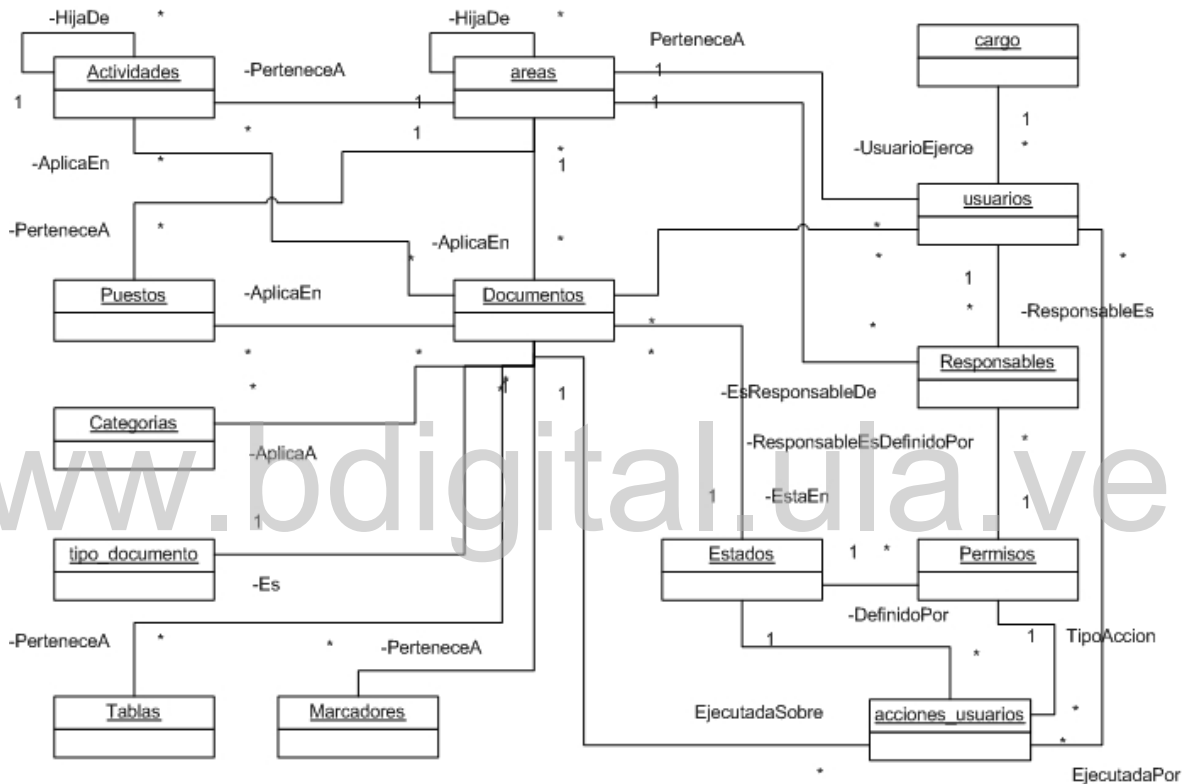 -HijaDe *
-HijaDe *
PerteneceA
cargo
Actividades
-PerteneceA
areas
1
1
1
1
1
* 1
1
*
-AplicaEn *
*
1
-UsuarioEjerce
*
usuarios
-PerteneceA *
-AplicaEn *
*
*
*
*
Puestos
-AplicaEn
Documentos
1
*
-ResponsableEs
*
*
*
*
*
Responsables
*
1
-EsResponsableDe
Categorias
-AplicaA
-ResponsableEsDefinidoPor
*
www.bdigital.ula.ve
1
1
-EstaEn
1
tipo_documento
-Es
Estados
1 *
Permisos
-DefinidoPor
-PerteneceA *
* -PerteneceA
1
1 TipoAccion
*
Tablas
Marcadores
EjecutadaSobre
acciones_usuarios
*
*
*
EjecutadaPor